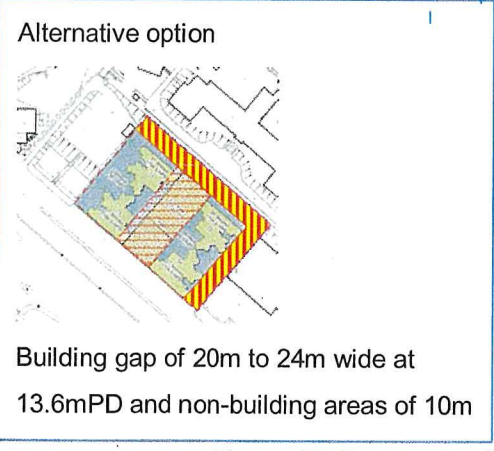 Alternative option
Building gap of 20m to 24m wide at
13.6mPD and non-building areas of 10m